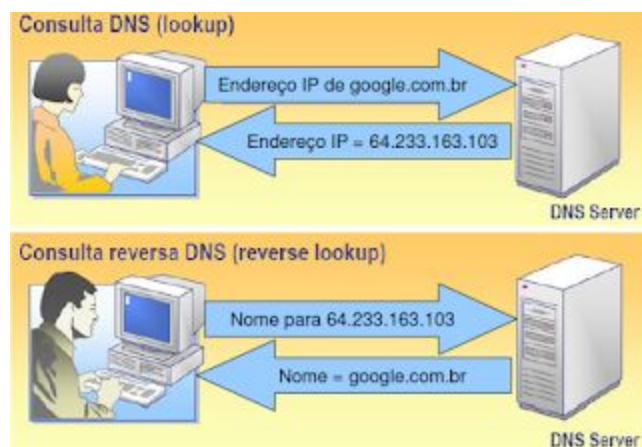 Consulta DNS (lookup)
Endereço IP de google.com.br
Endereço IP = 64.233.163.103
DNS Server
Consulta reversa DNS (reverse lookup)
Nome para 64.233.163.103
Nome = google.com.br
DNS Server